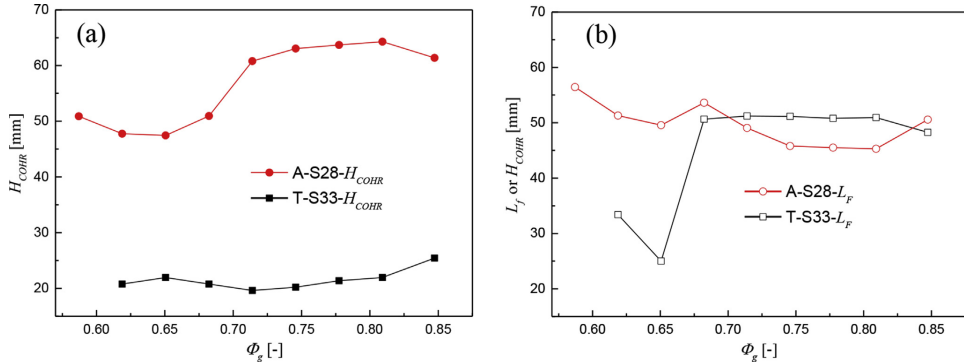 (a)
70
60
50
40
30
20
H_COHR [mm]
A-S28-H_COHR
T-S33-H_COHR
0.60 0.65 0.70 0.75 0.80 0.85
Φ_g [-]
(b)
70
60
50
40
30
20
L_f or H_COHR [mm]
A-S28-L_F
T-S33-L_F
0.60 0.65 0.70 0.75 0.80 0.85
Φ_g [-]